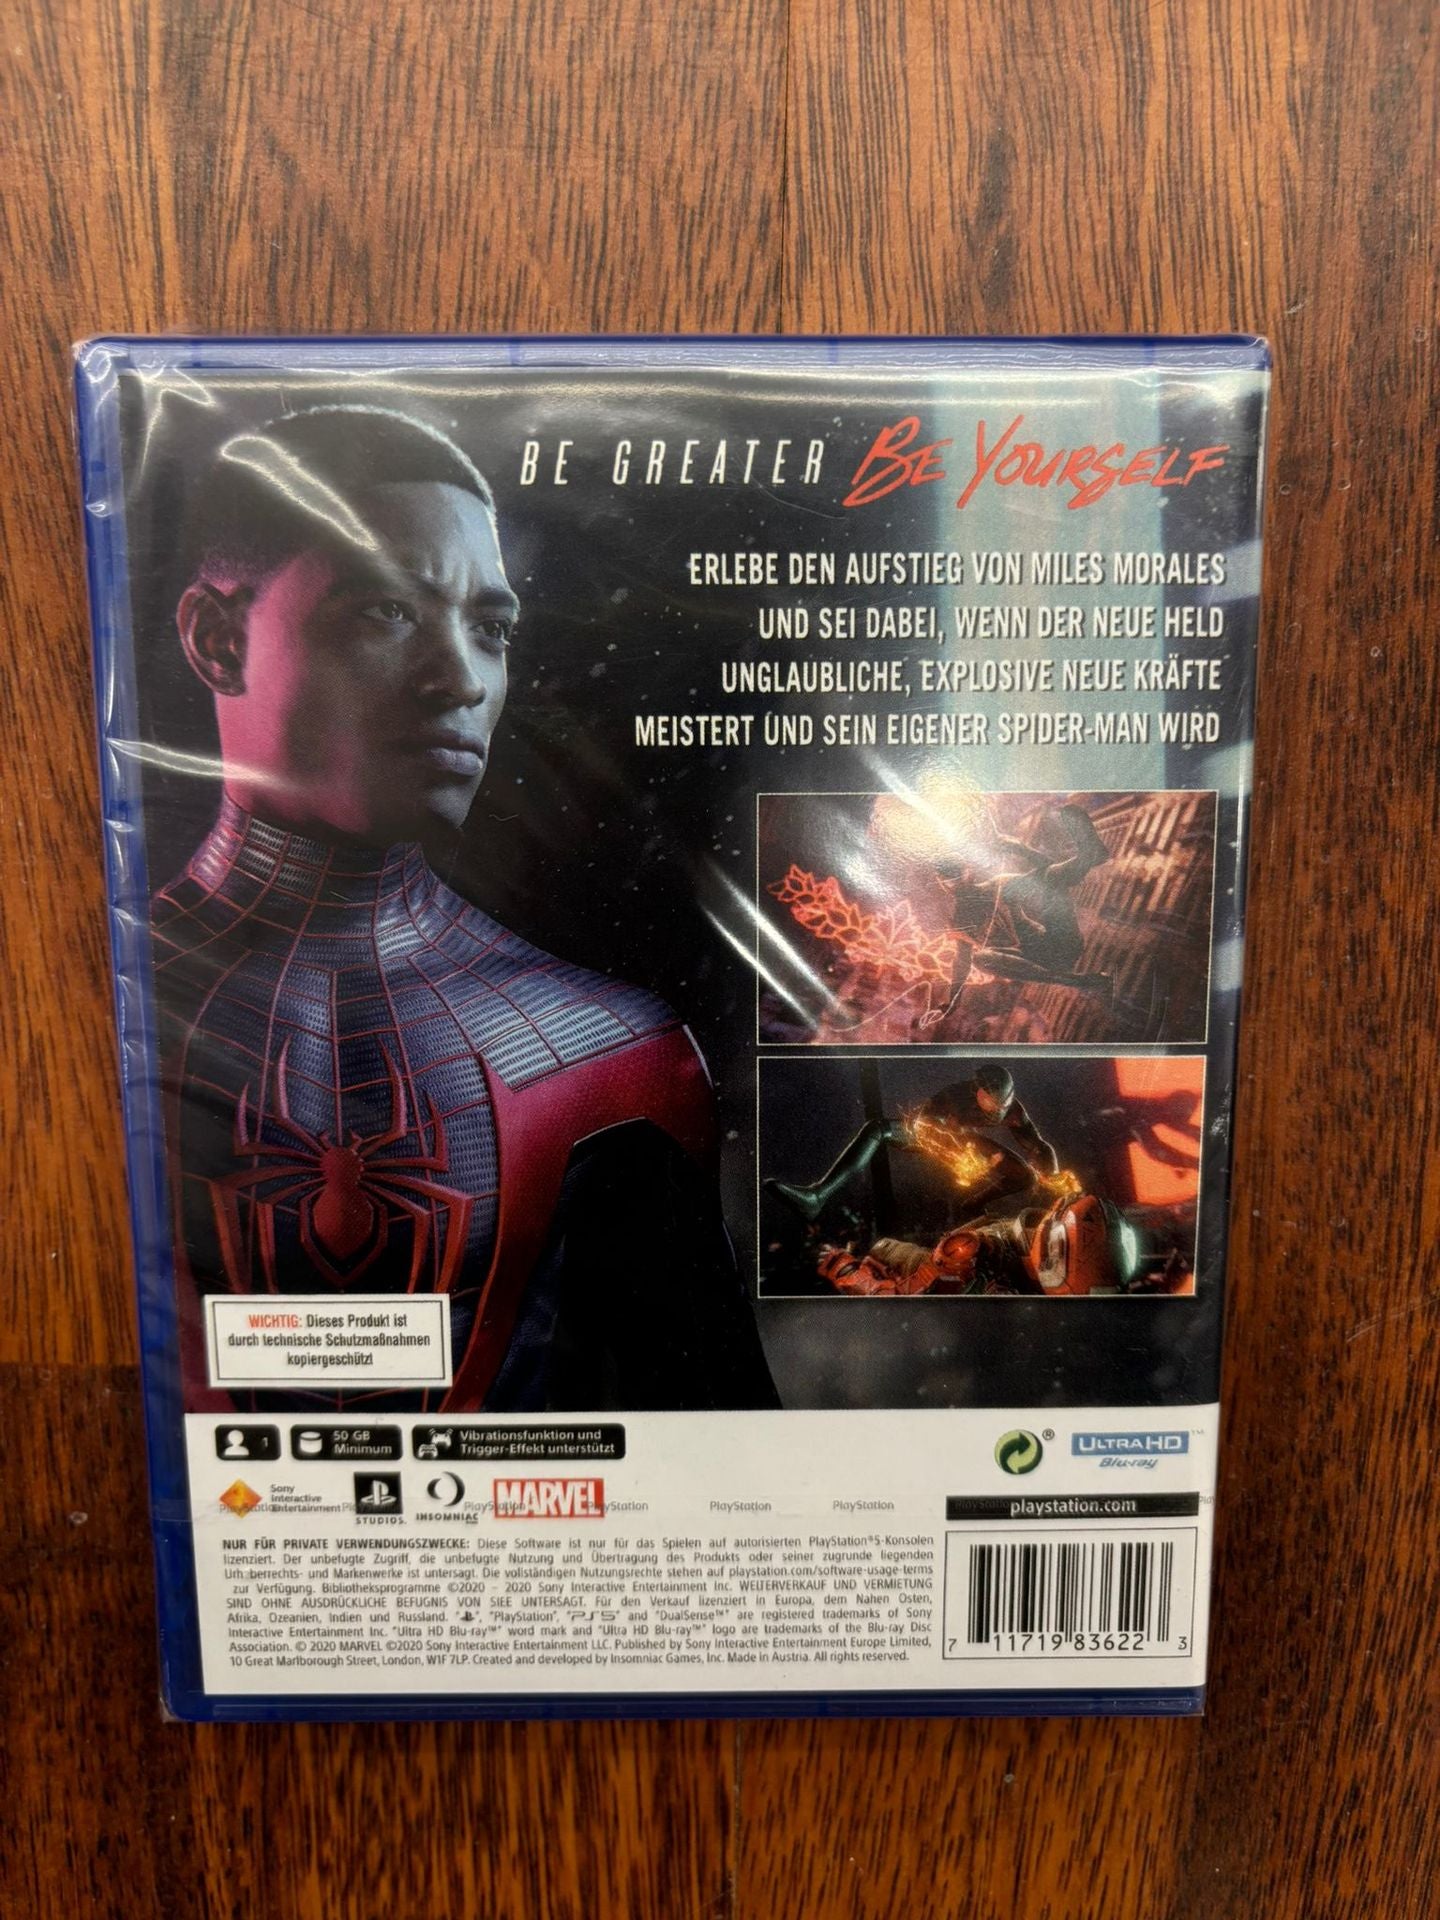 BE GREATER BE YOURSELF
ERLEBE DEN AUFSTIEG VON MILES MORALES
UND SEI DABEI, WENN DER NEUE HELD
UNGLAUBLICHE, EXPLOSIVE NEUE KRÄFTE
MEISTERT UND SEIN EIGENER SPIDER-MAN WIRD
WICHTIG: Dieses Produkt ist
durch technische Schutzmaßnahmen
kopiergeschützt
1
50 GB
Minimum
Vibrationsfunktion und
Trigger-Effekt unterstützt
®
ULTRA HD™
Blu-ray
Sony
Interactive
Entertainment
STUDIOS.
INSOMNIAC
MARVEL
PlayStation PlayStation PlayStation PlayStation
playstation.com
NUR FÜR PRIVATE VERWENDUNGSZWECKE: Diese Software ist nur für das Spielen auf autorisierten PlayStation®5-Konsolen
lizenziert. Der unbefugte Zugriff, die unbefugte Nutzung und Übertragung des Produkts oder seiner zugrunde liegenden
Urheberrechts- und Markenwerke ist untersagt. Die vollständigen Nutzungsrechte stehen auf playstation.com/software-usage-terms
zur Verfügung. Bibliotheksprogramme ©2020 - 2020 Sony Interactive Entertainment Inc. WEITERVERKAUF UND VERMIETUNG
SIND OHNE AUSDRÜCKLICHE BEFUGNIS VON SIEE UNTERSAGT. Für den Verkauf lizenziert in Europa, dem Nahen Osten,
Afrika, Ozeanien, Indien und Russland. "", "PlayStation", "PS5" and "DualSense™" are registered trademarks of Sony
Interactive Entertainment Inc. "Ultra HD Blu-ray™" word mark and "Ultra HD Blu-ray™" logo are trademarks of the Blu-ray Disc
Association. © 2020 MARVEL ©2020 Sony Interactive Entertainment LLC. Published by Sony Interactive Entertainment Europe Limited,
10 Great Marlborough Street, London, W1F 7LP. Created and developed by Insomniac Games, Inc. Made in Austria. All rights reserved.
7 11719 83622 3